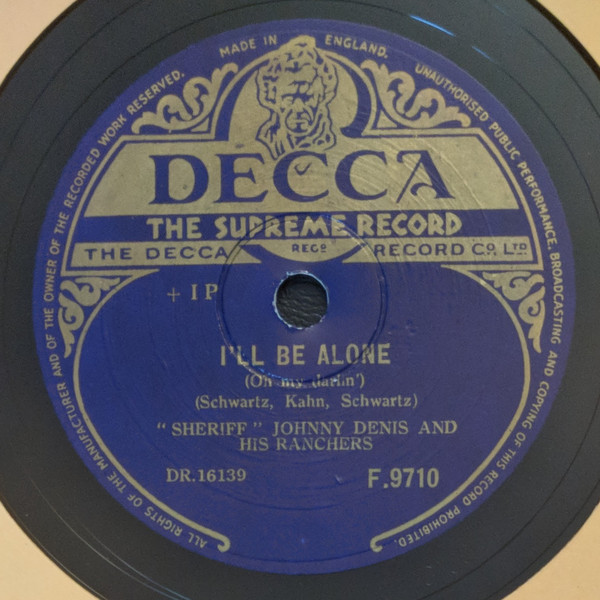 MADE IN ENGLAND.
ALL RIGHTS OF THE MANUFACTURER AND OF THE OWNER OF THE RECORDED WORK RESERVED.
UNAUTHORISED PUBLIC PERFORMANCE, BROADCASTING AND COPYING OF THIS RECORD PROHIBITED.
DECCA
THE SUPREME RECORD
THE DECCA REGD RECORD CO. LTD.
+ 1 P
I'LL BE ALONE
(Oh my darlin')
(Schwartz, Kahn, Schwartz)
" SHERIFF " JOHNNY DENIS AND
HIS RANCHERS
DR.16139 F.9710